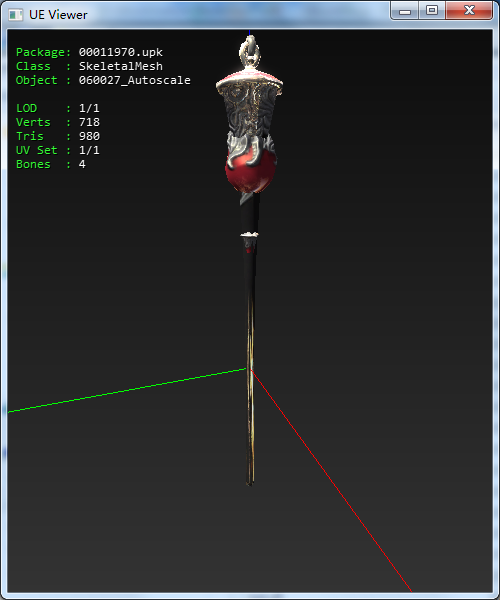 UE Viewer
Package: 00011970.upk
Class  : SkeletalMesh
Object : 060027_Autoscale
LOD    : 1/1
Verts  : 718
Tris   : 980
UV Set : 1/1
Bones  : 4